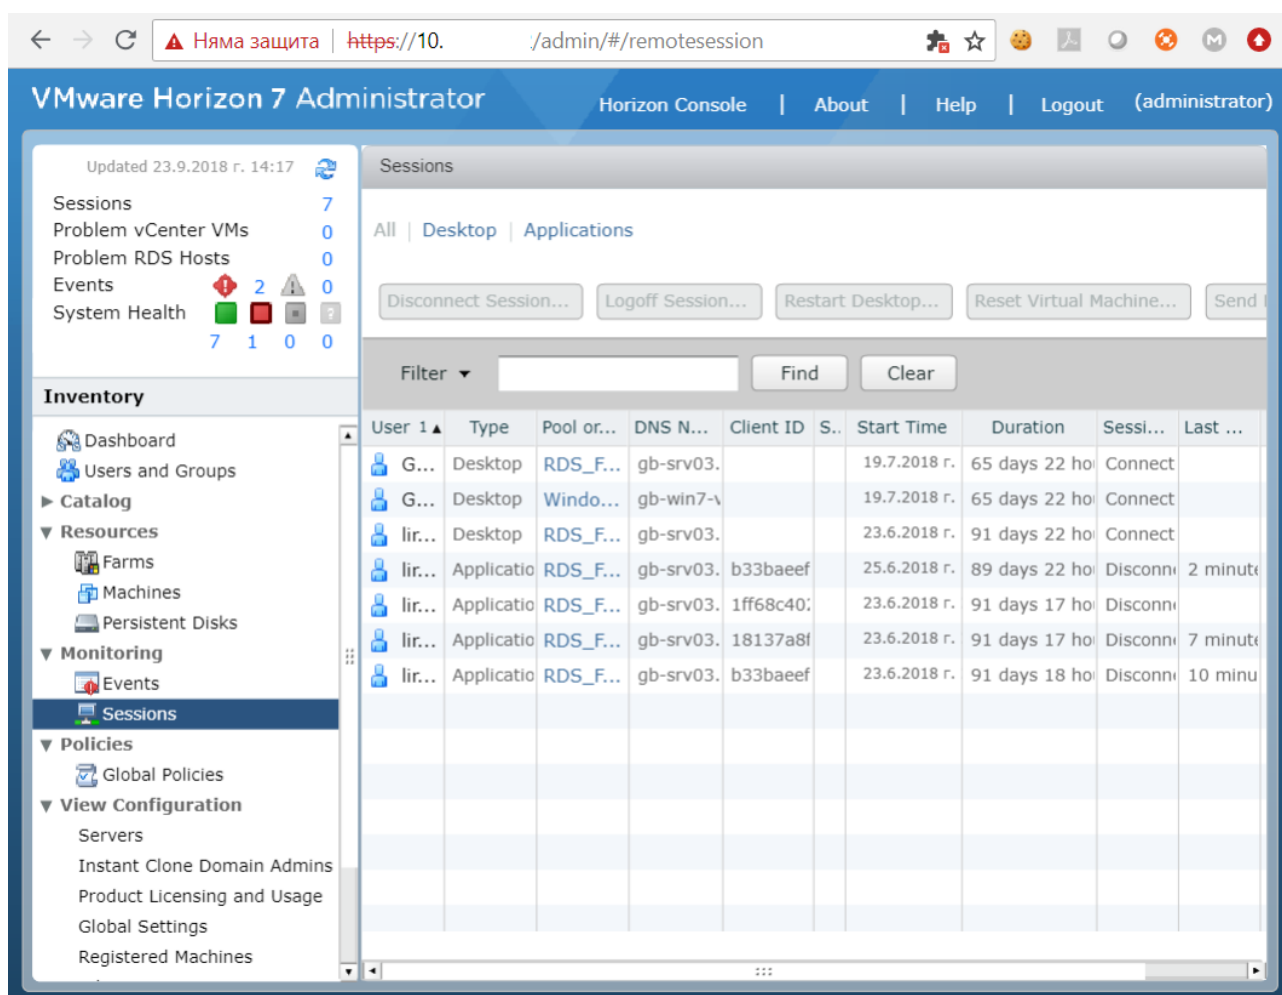 Няма защита | https://10. :/admin/#/remotesession
VMware Horizon 7 Administrator
Horizon Console | About | Help | Logout (administrator)
Updated 23.9.2018 г. 14:17
Sessions 7
Problem vCenter VMs 0
Problem RDS Hosts 0
Events 2 0
System Health
7 1 0 0
Inventory
Dashboard
Users and Groups
Catalog
Resources
Farms
Machines
Persistent Disks
Monitoring
Events
Sessions
Policies
Global Policies
View Configuration
Servers
Instant Clone Domain Admins
Product Licensing and Usage
Global Settings
Registered Machines
Sessions
All | Desktop | Applications
Disconnect Session... Logoff Session... Restart Desktop... Reset Virtual Machine... Send
Filter Find Clear
User 1 Type Pool or... DNS N... Client ID S.. Start Time Duration Sessi... Last ...
G... Desktop RDS_F... gb-srv03. 19.7.2018 г. 65 days 22 ho Connect
G... Desktop Windo... gb-win7-v 19.7.2018 г. 65 days 22 ho Connect
lir... Desktop RDS_F... gb-srv03. 23.6.2018 г. 91 days 22 ho Connect
lir... Applicatio RDS_F... gb-srv03. b33baeef 25.6.2018 г. 89 days 22 ho Disconne 2 minute
lir... Applicatio RDS_F... gb-srv03. 1ff68c402 23.6.2018 г. 91 days 17 ho Disconne
lir... Applicatio RDS_F... gb-srv03. 18137a8f 23.6.2018 г. 91 days 17 ho Disconne 7 minute
lir... Applicatio RDS_F... gb-srv03. b33baeef 23.6.2018 г. 91 days 18 ho Disconne 10 minu